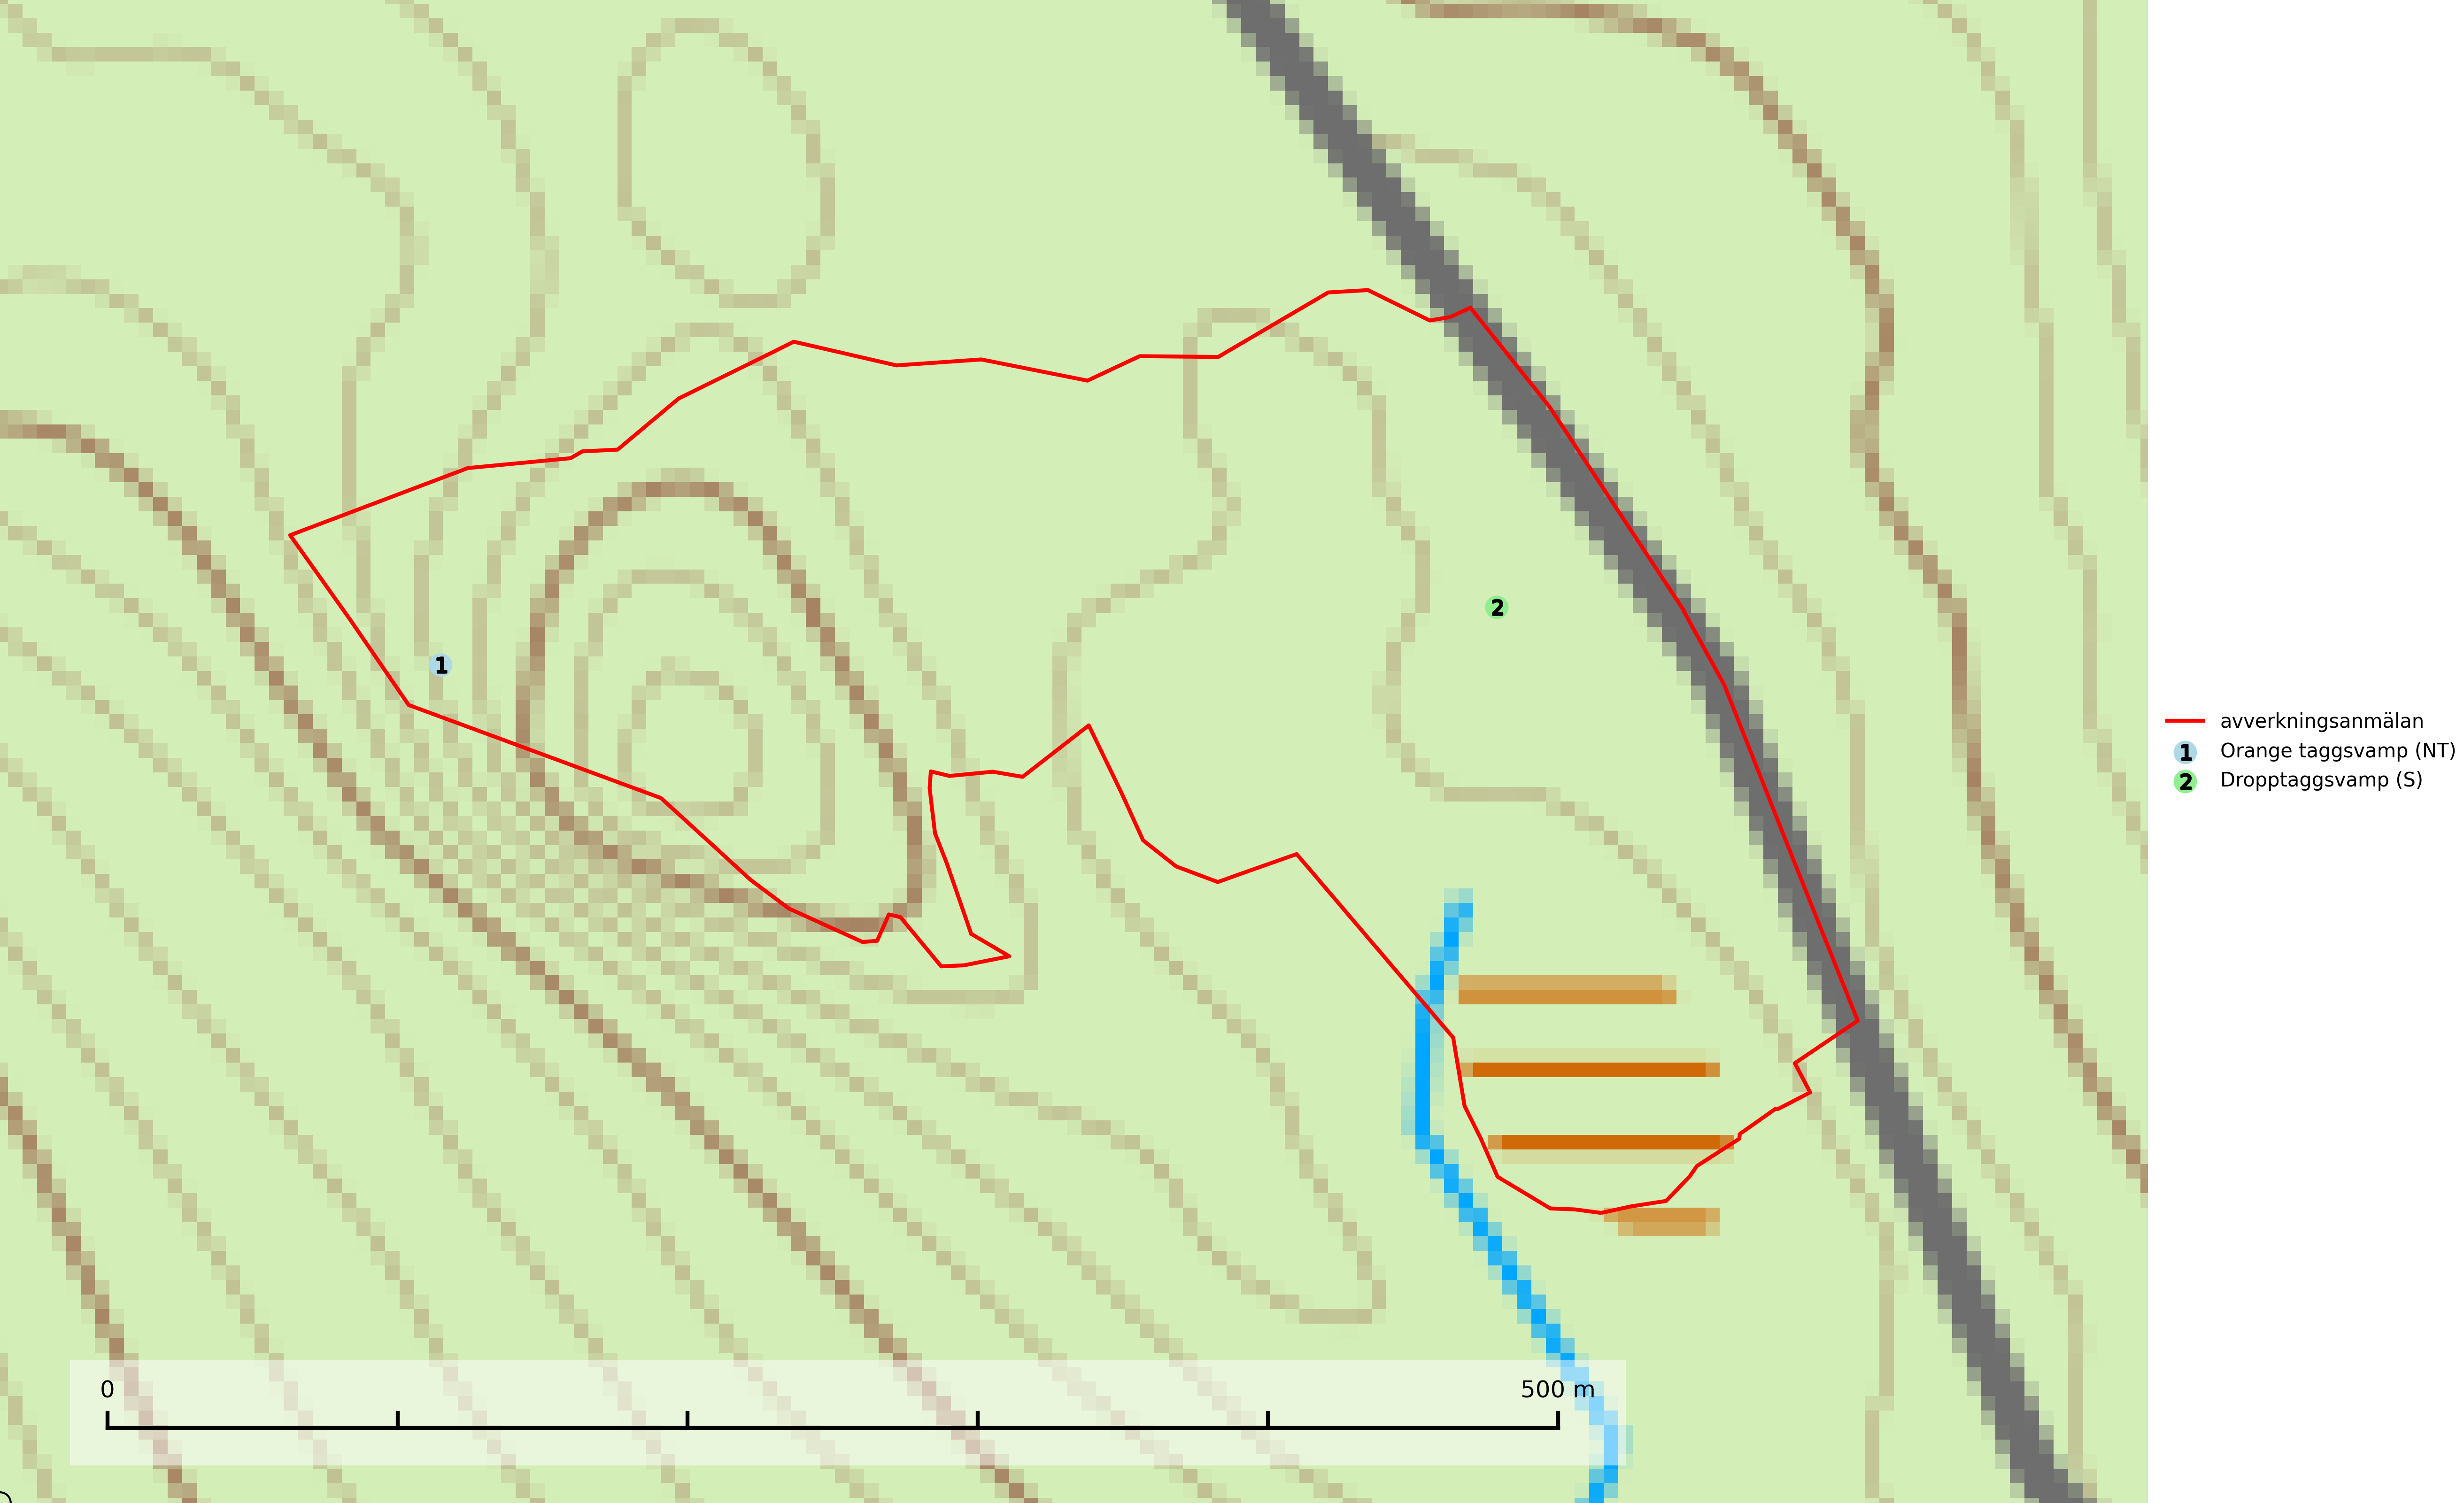 2
1
avverkningsanmälan
1 Orange taggsvamp (NT)
2 Dropptaggsvamp (S)
0 500 m